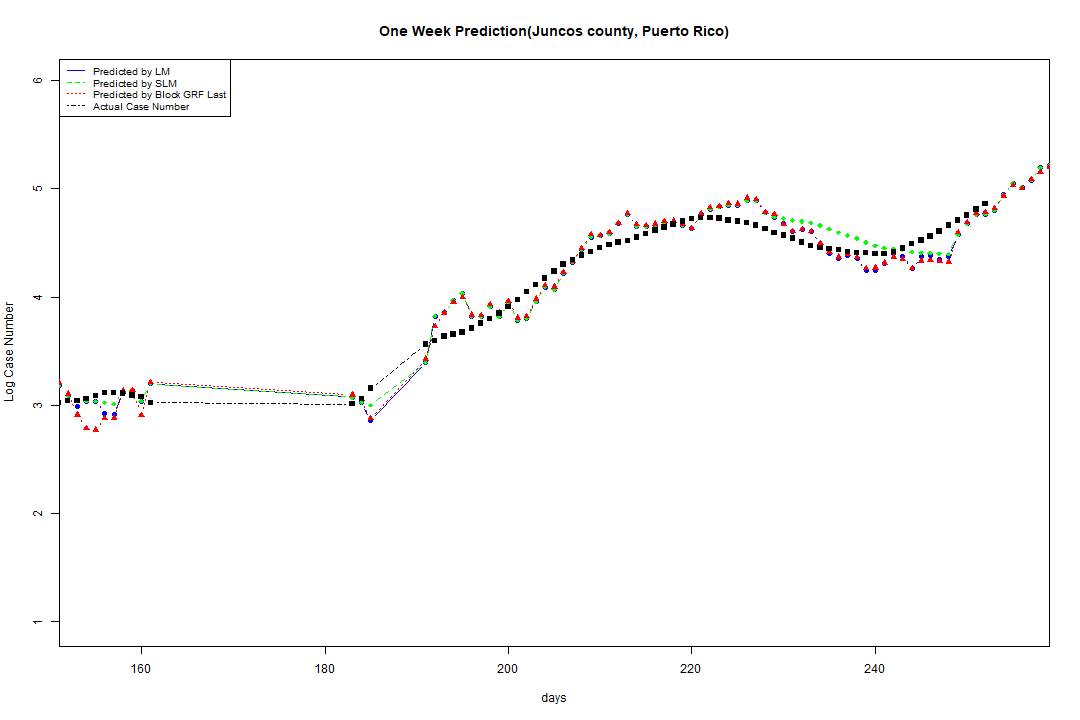 One Week Prediction(Juncos county, Puerto Rico)
Predicted by LM
Predicted by SLM
Predicted by Block GRF Last
Actual Case Number
6
5
4
3
2
1
Log Case Number
160 180 200 220 240
days